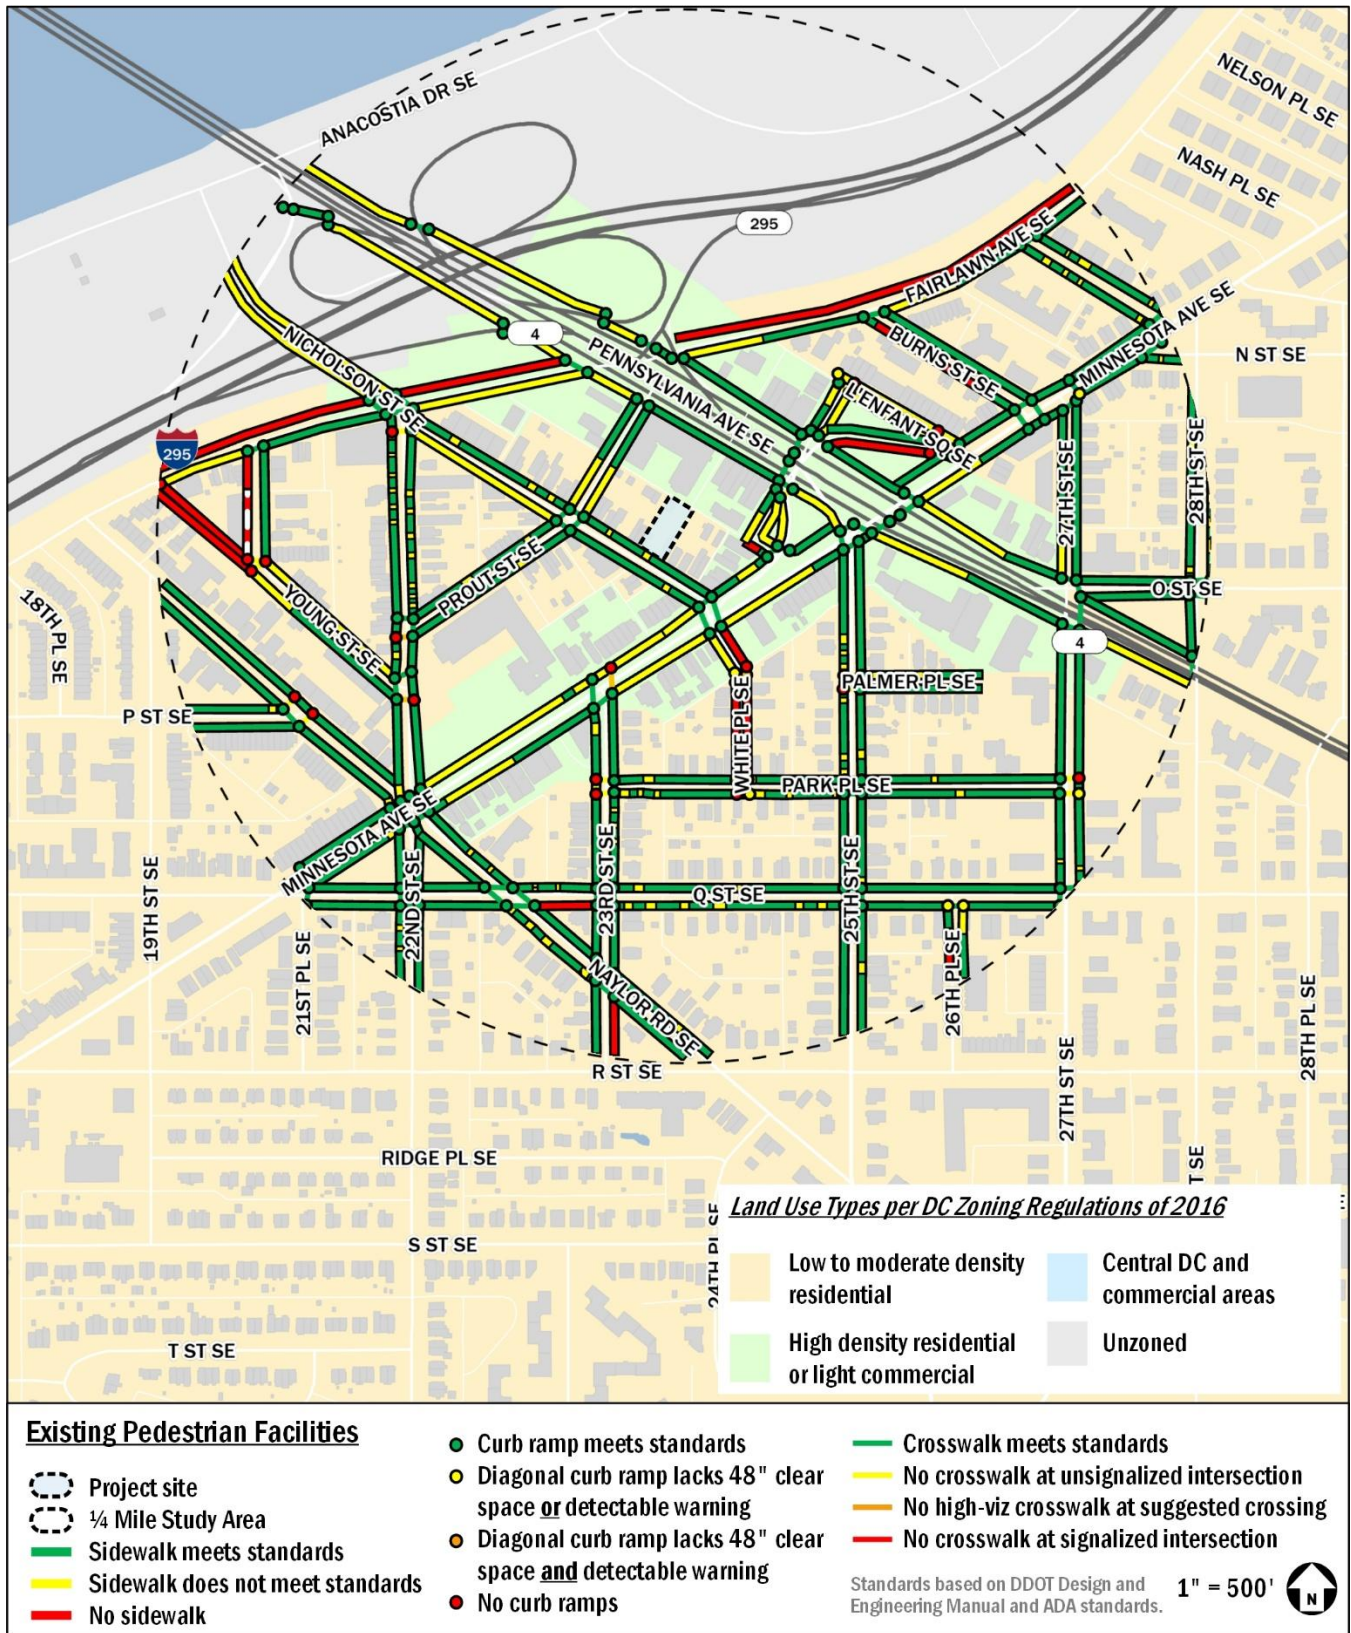 ANACOSTIA DR SE
NELSON PL SE
NASH PL SE
295
FAIRLAWN AVE SE
MINNESOTA AVE SE
N ST SE
NICHOLSON ST SE
4
PENNSYLVANIA AVE SE
BURNS ST SE
L'ENFANT SQ SE
295
27TH ST SE
28TH ST SE
PROUT ST SE
O ST SE
18TH PL SE
YOUNG ST SE
4
PALMER PL SE
P ST SE
WHITE PL SE
PARK PL SE
MINNESOTA AVE SE
19TH ST SE
22ND ST SE
23RD ST SE
Q ST SE
25TH ST SE
21ST PL SE
NAYLOR RD SE
26TH PL SE
28TH PL SE
R ST SE
27TH ST SE
RIDGE PL SE
T SE
S ST SE
24TH PL SE
T ST SE
Land Use Types per DC Zoning Regulations of 2016
Low to moderate density
residential
Central DC and
commercial areas
High density residential
or light commercial
Unzoned
Existing Pedestrian Facilities
Project site
¼ Mile Study Area
Sidewalk meets standards
Sidewalk does not meet standards
No sidewalk
Curb ramp meets standards
Diagonal curb ramp lacks 48" clear
space or detectable warning
Diagonal curb ramp lacks 48" clear
space and detectable warning
No curb ramps
Crosswalk meets standards
No crosswalk at unsignalized intersection
No high-viz crosswalk at suggested crossing
No crosswalk at signalized intersection
Standards based on DDOT Design and
Engineering Manual and ADA standards.
1" = 500'
N